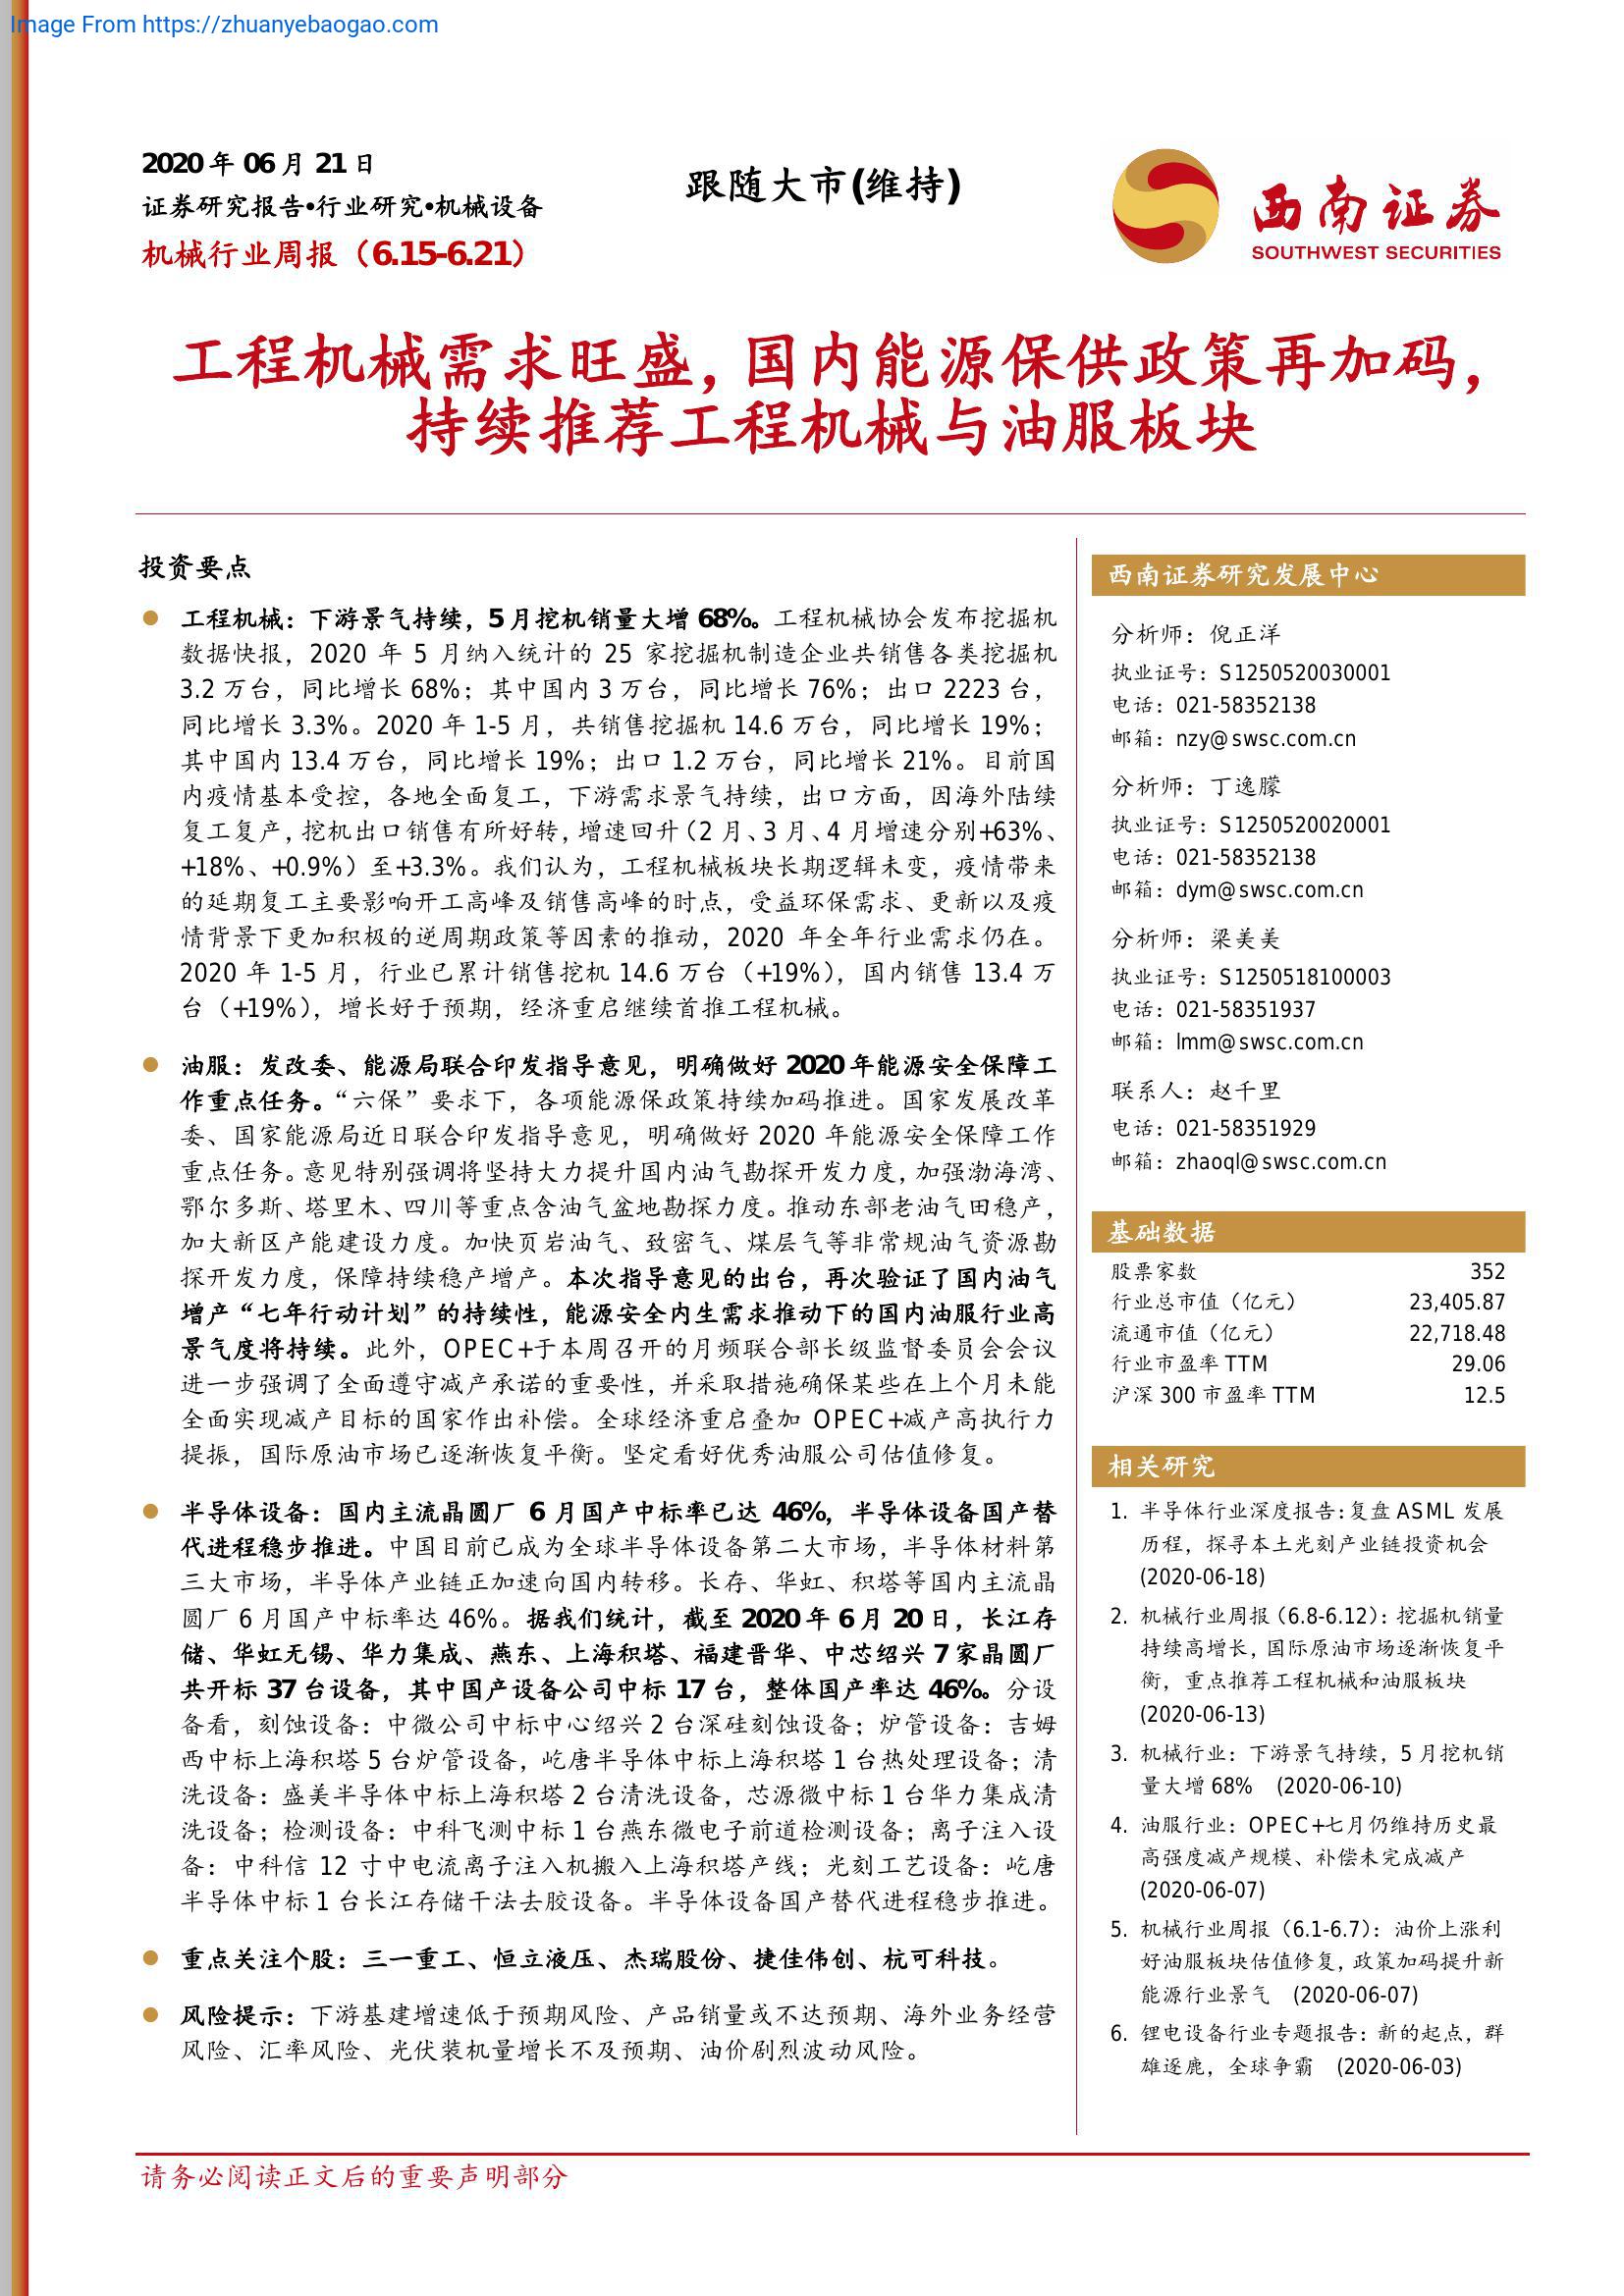 Image From https://zhuanyebaogao.com
2020 年 06 月 21 日
证券研究报告•行业研究•机械设备
机械行业周报（6.15-6.21）
跟随大市(维持)
西南证券
SOUTHWEST SECURITIES
工程机械需求旺盛，国内能源保供政策再加码，
持续推荐工程机械与油服板块
投资要点
工程机械：下游景气持续，5 月挖机销量大增 68%。工程机械协会发布挖掘机
数据快报，2020 年 5 月纳入统计的 25 家挖掘机制造企业共销售各类挖掘机
3.2 万台，同比增长 68%；其中国内 3 万台，同比增长 76%；出口 2223 台，
同比增长 3.3%。2020 年 1-5 月，共销售挖掘机 14.6 万台，同比增长 19%；
其中国内 13.4 万台，同比增长 19%；出口 1.2 万台，同比增长 21%。目前国
内疫情基本受控，各地全面复工，下游需求景气持续，出口方面，因海外陆续
复工复产，挖机出口销售有所好转，增速回升（2 月、3 月、4 月增速分别+63%、
+18%、+0.9%）至+3.3%。我们认为，工程机械板块长期逻辑未变，疫情带来
的延期复工主要影响开工高峰及销售高峰的时点，受益环保需求、更新以及疫
情背景下更加积极的逆周期政策等因素的推动，2020 年全年行业需求仍在。
2020 年 1-5 月，行业已累计销售挖机 14.6 万台（+19%），国内销售 13.4 万
台（+19%），增长好于预期，经济重启继续首推工程机械。
油服：发改委、能源局联合印发指导意见，明确做好 2020 年能源安全保障工
作重点任务。“六保”要求下，各项能源保政策持续加码推进。国家发展改革
委、国家能源局近日联合印发指导意见，明确做好 2020 年能源安全保障工作
重点任务。意见特别强调将坚持大力提升国内油气勘探开发力度，加强渤海湾、
鄂尔多斯、塔里木、四川等重点含油气盆地勘探力度。推动东部老油气田稳产，
加大新区产能建设力度。加快页岩油气、致密气、煤层气等非常规油气资源勘
探开发力度，保障持续稳产增产。本次指导意见的出台，再次验证了国内油气
增产“七年行动计划”的持续性，能源安全内生需求推动下的国内油服行业高
景气度将持续。此外，OPEC+于本周召开的月频联合部长级监督委员会会议
进一步强调了全面遵守减产承诺的重要性，并采取措施确保某些在上个月未能
全面实现减产目标的国家作出补偿。全球经济重启叠加 OPEC+减产高执行力
提振，国际原油市场已逐渐恢复平衡。坚定看好优秀油服公司估值修复。
半导体设备：国内主流晶圆厂 6 月国产中标率已达 46%，半导体设备国产替
代进程稳步推进。中国目前已成为全球半导体设备第二大市场，半导体材料第
三大市场，半导体产业链正加速向国内转移。长存、华虹、积塔等国内主流晶
圆厂 6 月国产中标率达 46%。据我们统计，截至 2020 年 6 月 20 日，长江存
储、华虹无锡、华力集成、燕东、上海积塔、福建晋华、中芯绍兴 7 家晶圆厂
共开标 37 台设备，其中国产设备公司中标 17 台，整体国产率达 46%。分设
备看，刻蚀设备：中微公司中标中心绍兴 2 台深硅刻蚀设备；炉管设备：吉姆
西中标上海积塔 5 台炉管设备，屹唐半导体中标上海积塔 1 台热处理设备；清
洗设备：盛美半导体中标上海积塔 2 台清洗设备，芯源微中标 1 台华力集成清
洗设备；检测设备：中科飞测中标 1 台燕东微电子前道检测设备；离子注入设
备：中科信 12 寸中电流离子注入机搬入上海积塔产线；光刻工艺设备：屹唐
半导体中标 1 台长江存储干法去胶设备。半导体设备国产替代进程稳步推进。
重点关注个股：三一重工、恒立液压、杰瑞股份、捷佳伟创、杭可科技。
风险提示：下游基建增速低于预期风险、产品销量或不达预期、海外业务经营
风险、汇率风险、光伏装机量增长不及预期、油价剧烈波动风险。
西南证券研究发展中心
分析师：倪正洋
执业证号：S1250520030001
电话：021-58352138
邮箱：nzy@swsc.com.cn
分析师：丁逸朦
执业证号：S1250520020001
电话：021-58352138
邮箱：dym@swsc.com.cn
分析师：梁美美
执业证号：S1250518100003
电话：021-58351937
邮箱：lmm@swsc.com.cn
联系人：赵千里
电话：021-58351929
邮箱：zhaoql@swsc.com.cn
基础数据
股票家数 352
行业总市值（亿元） 23,405.87
流通市值（亿元） 22,718.48
行业市盈率 TTM 29.06
沪深 300 市盈率 TTM 12.5
相关研究
1. 半导体行业深度报告：复盘 ASML 发展
历程，探寻本土光刻产业链投资机会
(2020-06-18)
2. 机械行业周报（6.8-6.12）：挖掘机销量
持续高增长，国际原油市场逐渐恢复平
衡，重点推荐工程机械和油服板块
(2020-06-13)
3. 机械行业：下游景气持续，5 月挖机销
量大增 68% (2020-06-10)
4. 油服行业：OPEC+七月仍维持历史最
高强度减产规模、补偿未完成减产
(2020-06-07)
5. 机械行业周报（6.1-6.7）：油价上涨利
好油服板块估值修复，政策加码提升新
能源行业景气 (2020-06-07)
6. 锂电设备行业专题报告：新的起点，群
雄逐鹿，全球争霸 (2020-06-03)
请务必阅读正文后的重要声明部分